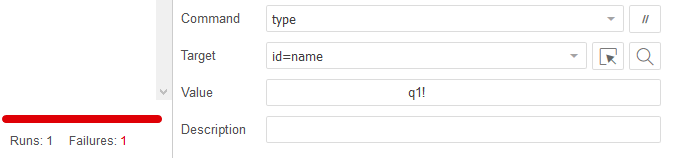 Command type //
Target id=name
Value q1!
Description
Runs: 1 Failures: 1